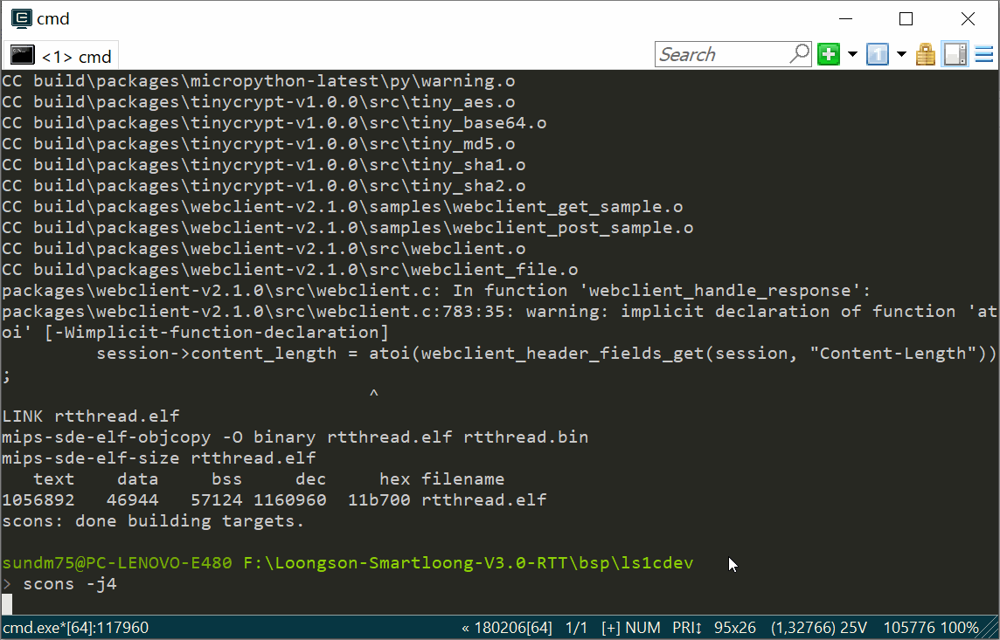 cmd
<1> cmd
Search
CC build\packages\micropython-latest\py\warning.o
CC build\packages\tinycrypt-v1.0.0\src\tiny_aes.o
CC build\packages\tinycrypt-v1.0.0\src\tiny_base64.o
CC build\packages\tinycrypt-v1.0.0\src\tiny_md5.o
CC build\packages\tinycrypt-v1.0.0\src\tiny_sha1.o
CC build\packages\tinycrypt-v1.0.0\src\tiny_sha2.o
CC build\packages\webclient-v2.1.0\samples\webclient_get_sample.o
CC build\packages\webclient-v2.1.0\samples\webclient_post_sample.o
CC build\packages\webclient-v2.1.0\src\webclient.o
CC build\packages\webclient-v2.1.0\src\webclient_file.o
packages\webclient-v2.1.0\src\webclient.c: In function 'webclient_handle_response':
packages\webclient-v2.1.0\src\webclient.c:783:35: warning: implicit declaration of function 'at
oi' [-Wimplicit-function-declaration]
         session->content_length = atoi(webclient_header_fields_get(session, "Content-Length"))
;
                                   ^
LINK rtthread.elf
mips-sde-elf-objcopy -O binary rtthread.elf rtthread.bin
mips-sde-elf-size rtthread.elf
   text    data     bss     dec     hex filename
1056892   46944   57124 1160960  11b700 rtthread.elf
scons: done building targets.
sundm75@PC-LENOVO-E480 F:\Loongson-Smartloong-V3.0-RTT\bsp\ls1cdev
> scons -j4
cmd.exe*[64]:117960 « 180206[64] 1/1 [+] NUM PRI↕ 95x26 (1,32766) 25V 105776 100%